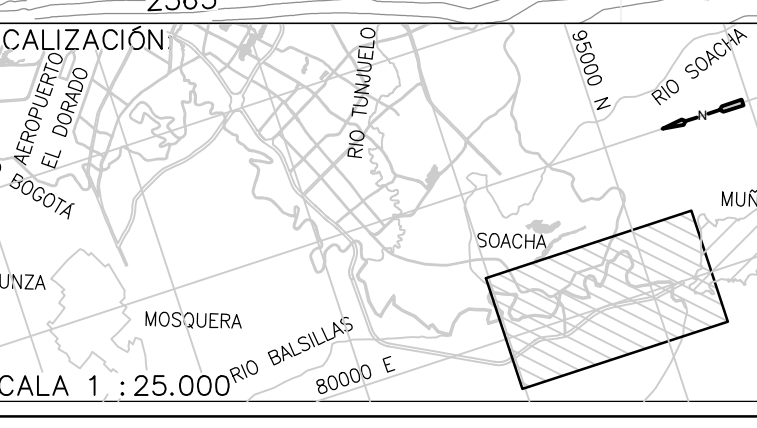 2565
CALIZACIÓN:
AEROPUERTO
EL DORADO
BOGOTÁ
RIO TUNJUELO
95000 N
RIO SOACHA
N
MUÑ
SOACHA
UNZA
MOSQUERA
RIO BALSILLAS
80000 E
CALA 1 : 25.000